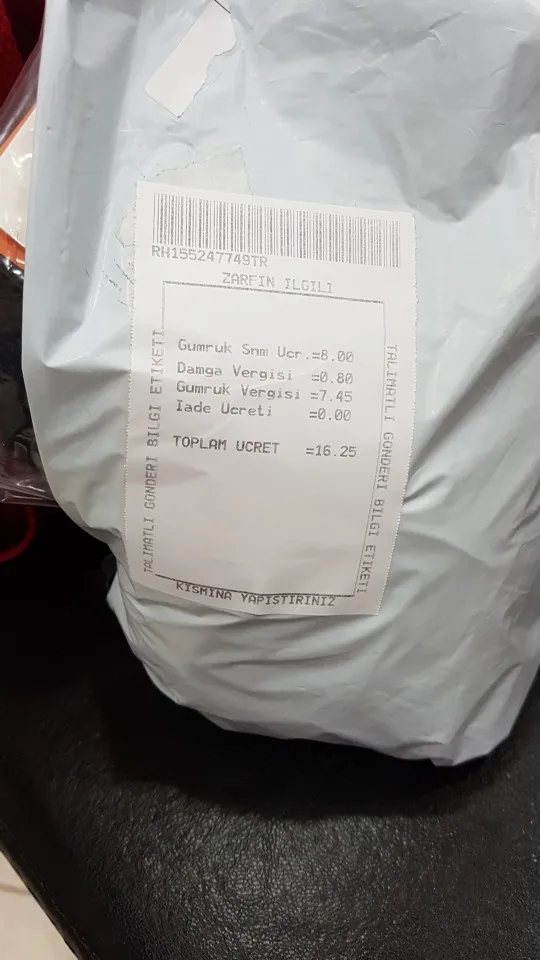 RH155247749TR
ZARFIN ILGILI
TALIMATLI GONDERI BILGI ETIKETI
Gumruk Snm Ucr.=8.00
Damga Vergisi =0.80
Gumruk Vergisi =7.45
Iade Ucreti =0.00
TOPLAM UCRET =16.25
TALIMATLI GONDERI BILGI ETIKETI
KISMINA YAPISTIRINIZ